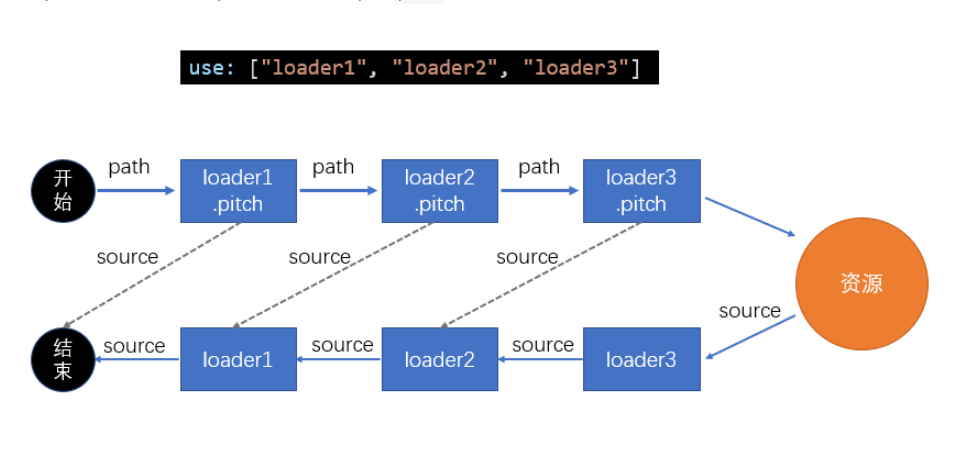 use: ["loader1", "loader2", "loader3"]
path
path
path
开
始
loader1
.pitch
loader2
.pitch
loader3
.pitch
source
source
source
资源
source
结
束
source
loader1
source
loader2
source
loader3